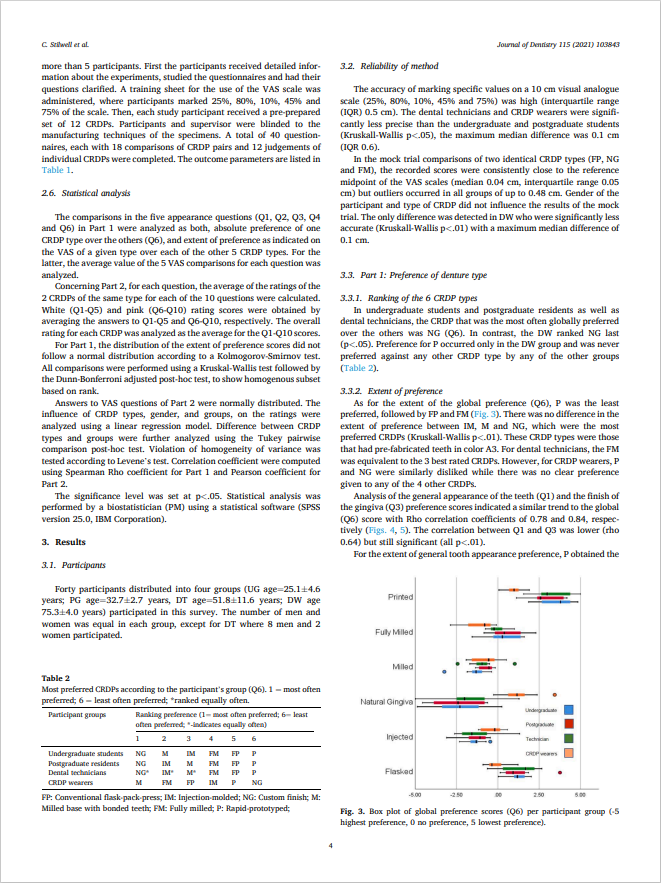 C. Stilwell et al.
Journal of Dentistry 115 (2021) 103843
more than 5 participants. First the participants received detailed infor-
mation about the experiments, studied the questionnaires and had their
questions clarified. A training sheet for the use of the VAS scale was
administered, where participants marked 25%, 80%, 10%, 45% and
75% of the scale. Then, each study participant received a pre-prepared
set of 12 CRDPs. Participants and supervisor were blinded to the
manufacturing techniques of the specimens. A total of 40 question-
naires, each with 18 comparisons of CRDP pairs and 12 judgements of
individual CRDPs were completed. The outcome parameters are listed in
Table 1.
2.6. Statistical analysis
The comparisons in the five appearance questions (Q1, Q2, Q3, Q4
and Q6) in Part 1 were analyzed as both, absolute preference of one
CRDP type over the others (Q6), and extent of preference as indicated on
the VAS of a given type over each of the other 5 CRDP types. For the
latter, the average value of the 5 VAS comparisons for each question was
analyzed.
Concerning Part 2, for each question, the average of the ratings of the
2 CRDPs of the same type for each of the 10 questions were calculated.
White (Q1-Q5) and pink (Q6-Q10) rating scores were obtained by
averaging the answers to Q1-Q5 and Q6-Q10, respectively. The overall
rating for each CRDP was analyzed as the average for the Q1-Q10 scores.
For Part 1, the distribution of the extent of preference scores did not
follow a normal distribution according to a Kolmogorov-Smirnov test.
All comparisons were performed using a Kruskal-Wallis test followed by
the Dunn-Bonferroni adjusted post-hoc test, to show homogenous subset
based on rank.
Answers to VAS questions of Part 2 were normally distributed. The
influence of CRDP types, gender, and groups, on the ratings were
analyzed using a linear regression model. Difference between CRDP
types and groups were further analyzed using the Tukey pairwise
comparison post-hoc test. Violation of homogeneity of variance was
tested according to Levene's test. Correlation coefficient were computed
using Spearman Rho coefficient for Part 1 and Pearson coefficient for
Part 2.
The significance level was set at p<.05. Statistical analysis was
performed by a biostatistician (PM) using a statistical software (SPSS
version 25.0, IBM Corporation).
3. Results
3.1. Participants
Forty participants distributed into four groups (UG age=25.1±4.6
years; PG age=32.7±2.7 years, DT age=51.8±11.6 years; DW age
75.3±4.0 years) participated in this survey. The number of men and
women was equal in each group, except for DT where 8 men and 2
women participated.
Table 2
Most preferred CRDPs according to the participant's group (Q6). 1 = most often
preferred; 6 = least often preferred; *ranked equally often.
Participant groups
Ranking preference (1= most often preferred; 6= least
often preferred; *-indicates equally often)
1 2 3 4 5 6
Undergraduate students NG M IM FM FP P
Postgraduate residents NG IM M FM FP P
Dental technicians NG* IM* M* FM FP P
CRDP wearers M FM FP IM P NG
FP: Conventional flask-pack-press; IM: Injection-molded; NG: Custom finish; M:
Milled base with bonded teeth; FM: Fully milled; P: Rapid-prototyped;
3.2. Reliability of method
The accuracy of marking specific values on a 10 cm visual analogue
scale (25%, 80%, 10%, 45% and 75%) was high (interquartile range
(IQR) 0.5 cm). The dental technicians and CRDP wearers were signifi-
cantly less precise than the undergraduate and postgraduate students
(Kruskall-Wallis p<.05), the maximum median difference was 0.1 cm
(IQR 0.6).
In the mock trial comparisons of two identical CRDP types (FP, NG
and FM), the recorded scores were consistently close to the reference
midpoint of the VAS scales (median 0.04 cm, interquartile range 0.05
cm) but outliers occurred in all groups of up to 0.48 cm. Gender of the
participant and type of CRDP did not influence the results of the mock
trial. The only difference was detected in DW who were significantly less
accurate (Kruskall-Wallis p<.01) with a maximum median difference of
0.1 cm.
3.3. Part 1: Preference of denture type
3.3.1. Ranking of the 6 CRDP types
In undergraduate students and postgraduate residents as well as
dental technicians, the CRDP that was the most often globally preferred
over the others was NG (Q6). In contrast, the DW ranked NG last
(p<.05). Preference for P occurred only in the DW group and was never
preferred against any other CRDP type by any of the other groups
(Table 2).
3.3.2. Extent of preference
As for the extent of the global preference (Q6), P was the least
preferred, followed by FP and FM (Fig. 3). There was no difference in the
extent of preference between IM, M and NG, which were the most
preferred CRDPs (Kruskall-Wallis p<.01). These CRDP types were those
that had pre-fabricated teeth in color A3. For dental technicians, the FM
was equivalent to the 3 best rated CRDPs. However, for CRDP wearers, P
and NG were similarly disliked while there was no clear preference
given to any of the 4 other CRDPs.
Analysis of the general appearance of the teeth (Q1) and the finish of
the gingiva (Q3) preference scores indicated a similar trend to the global
(Q6) score with Rho correlation coefficients of 0.78 and 0.84, respec-
tively (Figs. 4, 5). The correlation between Q1 and Q3 was lower (rho
0.64) but still significant (all p<.01).
For the extent of general tooth appearance preference, P obtained the
Printed
Fully Milled
Milled
Natural Gingiva
Injected
Flasked
Undergraduate
Postgraduate
Technician
CRDP wearers
-5.00 -2.50 .00 2.50 5.00
Fig. 3. Box plot of global preference scores (Q6) per participant group (-5
highest preference, 0 no preference, 5 lowest preference).
4